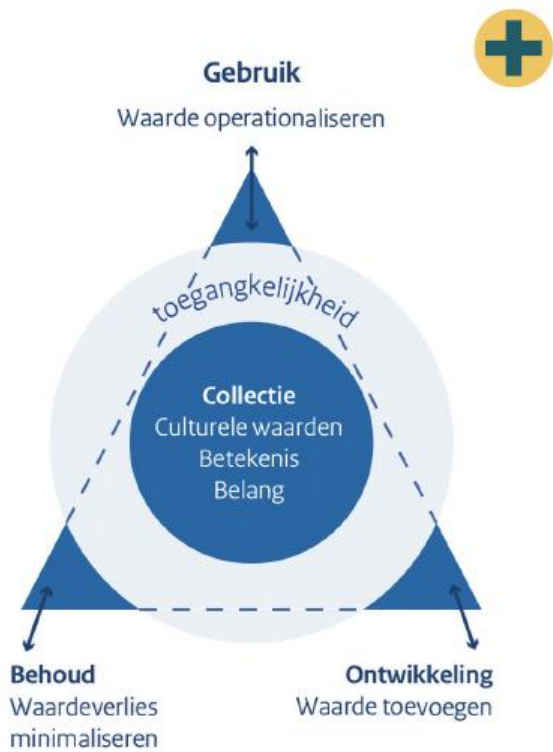 Gebruik
Waarde operationaliseren
toegangkelijkheid
Collectie
Culturele waarden
Betekenis
Belang
Behoud
Waardeverlies
minimaliseren
Ontwikkeling
Waarde toevoegen